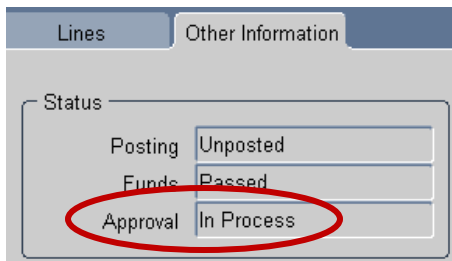 Lines Other Information
Status
Posting Unposted
Funds Passed
Approval In Process